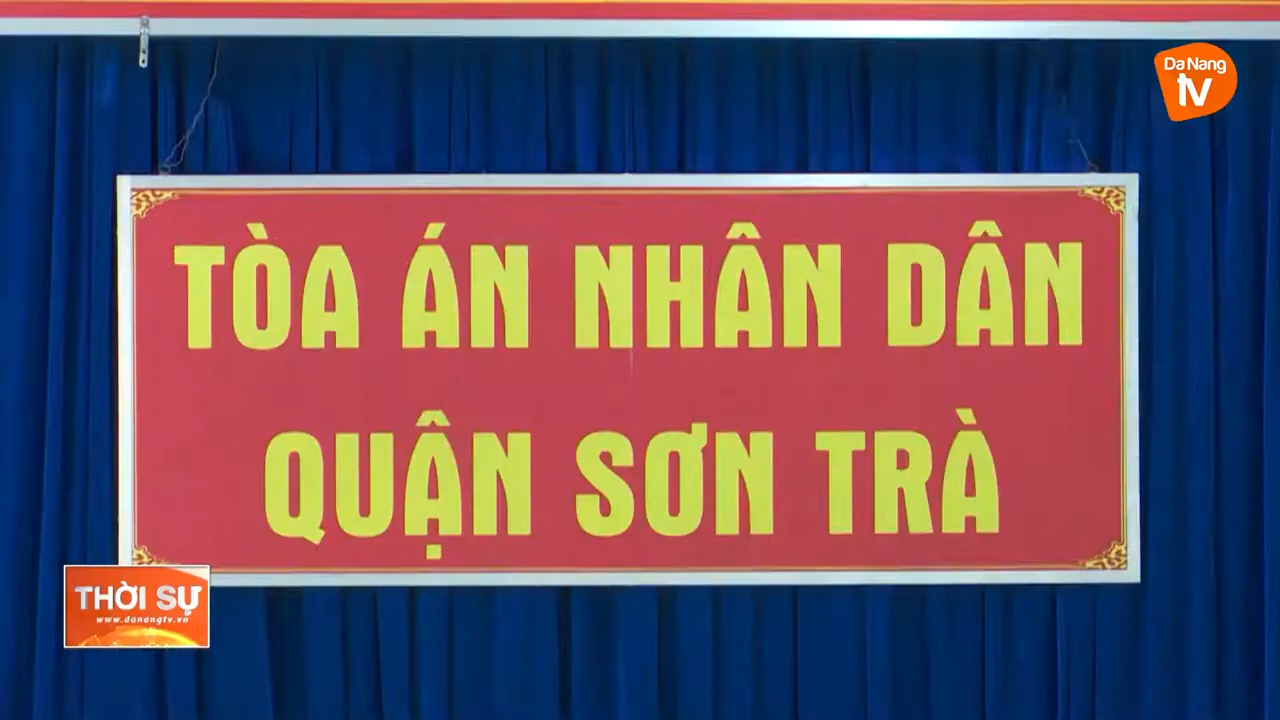 Da Nang
tv
TÒA ÁN NHÂN DÂN
QUẬN SƠN TRÀ
THỜI SỰ
www.danangtv.vn